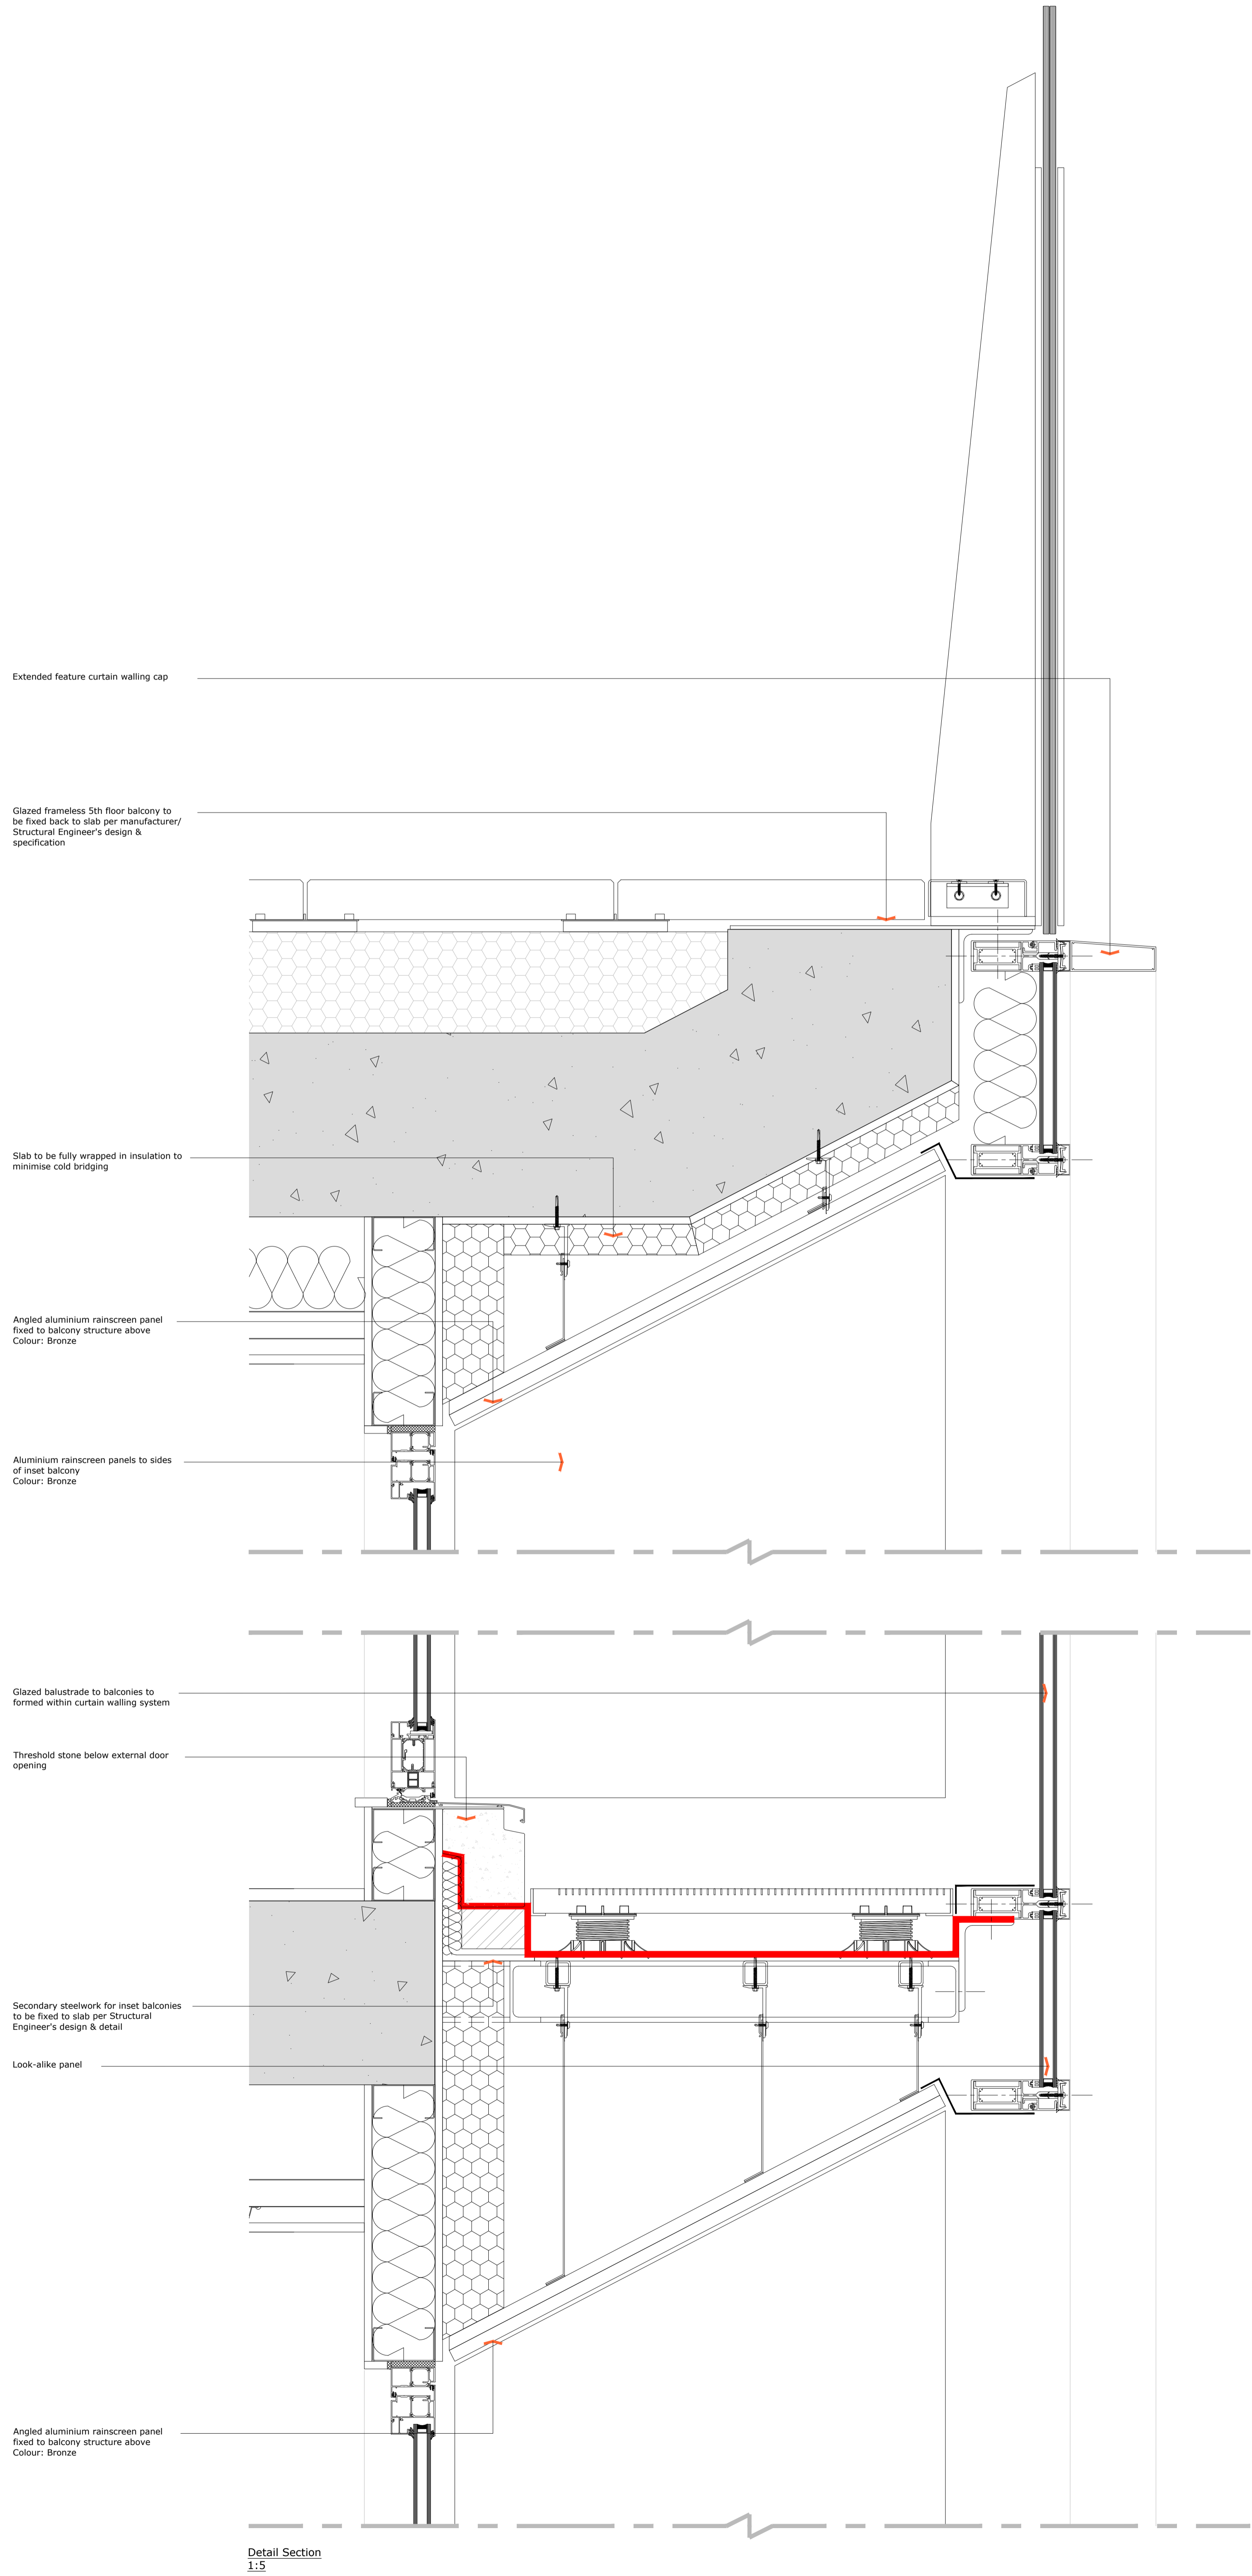 Extended feature curtain walling cap
Glazed frameless 5th floor balcony to
be fixed back to slab per manufacturer/
Structural Engineer's design &
specification
Slab to be fully wrapped in insulation to
minimise cold bridging
Angled aluminium rainscreen panel
fixed to balcony structure above
Colour: Bronze
Aluminium rainscreen panels to sides
of inset balcony
Colour: Bronze
Glazed balustrade to balconies to
formed within curtain walling system
Threshold stone below external door
opening
Secondary steelwork for inset balconies
to be fixed to slab per Structural
Engineer's design & detail
Look-alike panel
Angled aluminium rainscreen panel
fixed to balcony structure above
Colour: Bronze
Detail Section
1:5